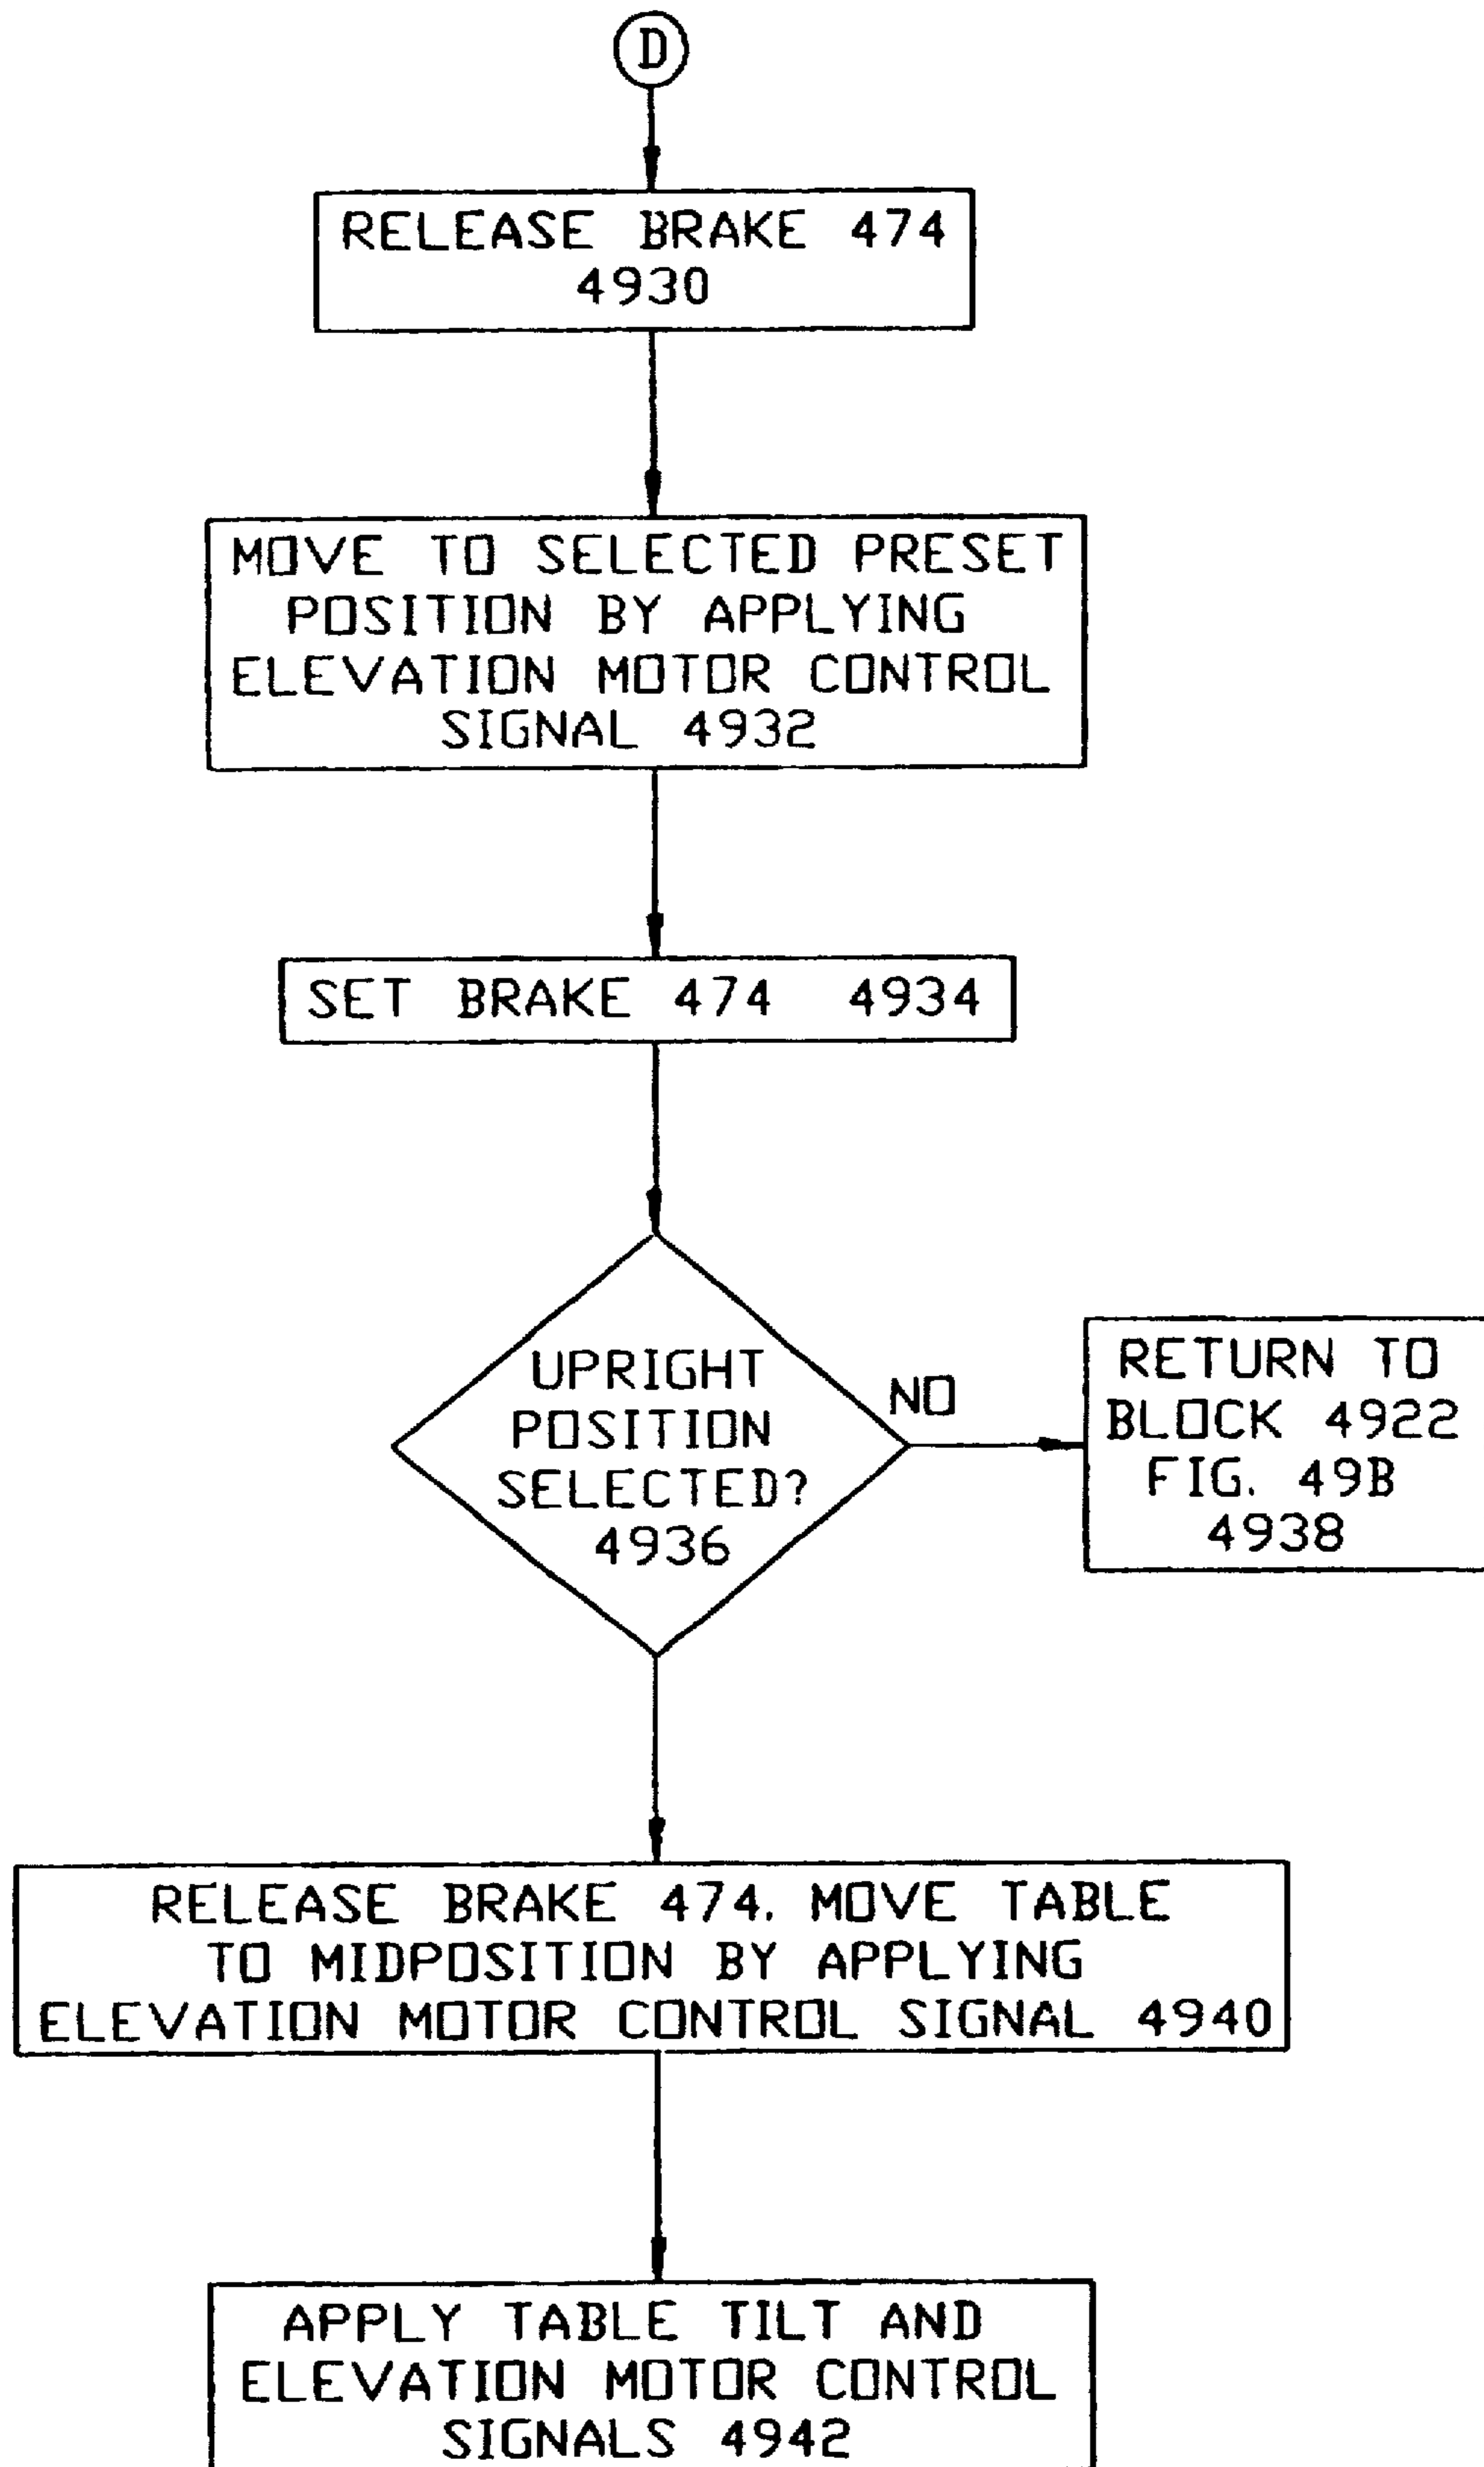 D
RELEASE BRAKE 474
4930
MOVE TO SELECTED PRESET
POSITION BY APPLYING
ELEVATION MOTOR CONTROL
SIGNAL 4932
SET BRAKE 474 4934
UPRIGHT
POSITION
SELECTED?
4936
NO
RETURN TO
BLOCK 4922
FIG. 49B
4938
RELEASE BRAKE 474. MOVE TABLE
TO MIDPOSITION BY APPLYING
ELEVATION MOTOR CONTROL SIGNAL 4940
APPLY TABLE TILT AND
ELEVATION MOTOR CONTROL
SIGNALS 4942